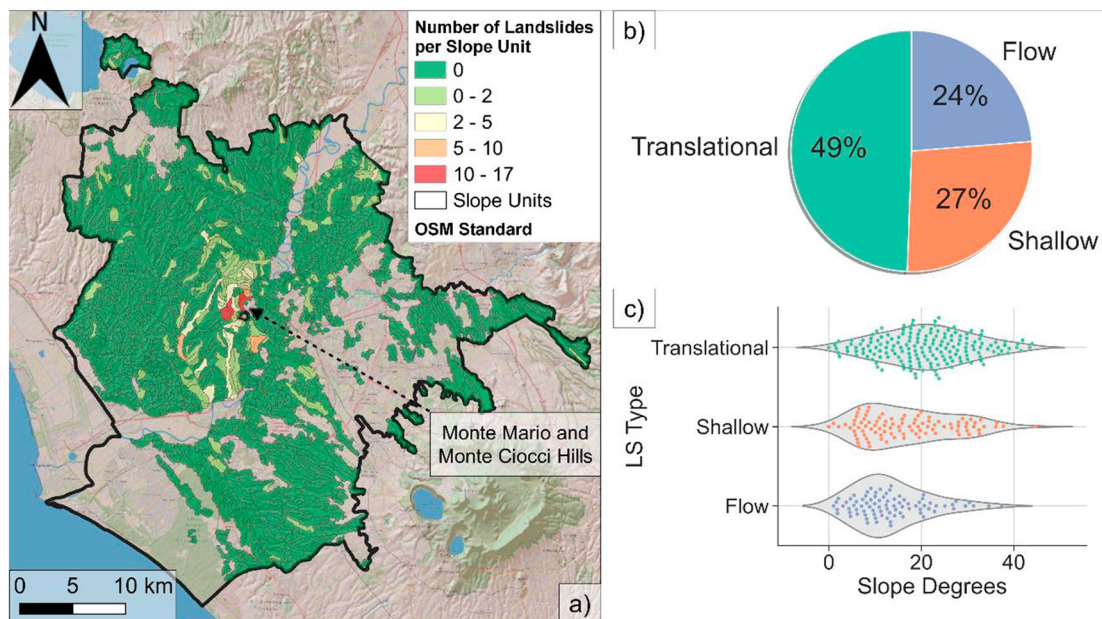 N
Number of Landslides
per Slope Unit
0
0 - 2
2 - 5
5 - 10
10 - 17
Slope Units
OSM Standard
Monte Mario and
Monte Ciocci Hills
0 5 10 km
a)
b)
Flow
24%
Translational
49%
27%
Shallow
c)
LS Type
Translational
Shallow
Flow
0 20 40
Slope Degrees